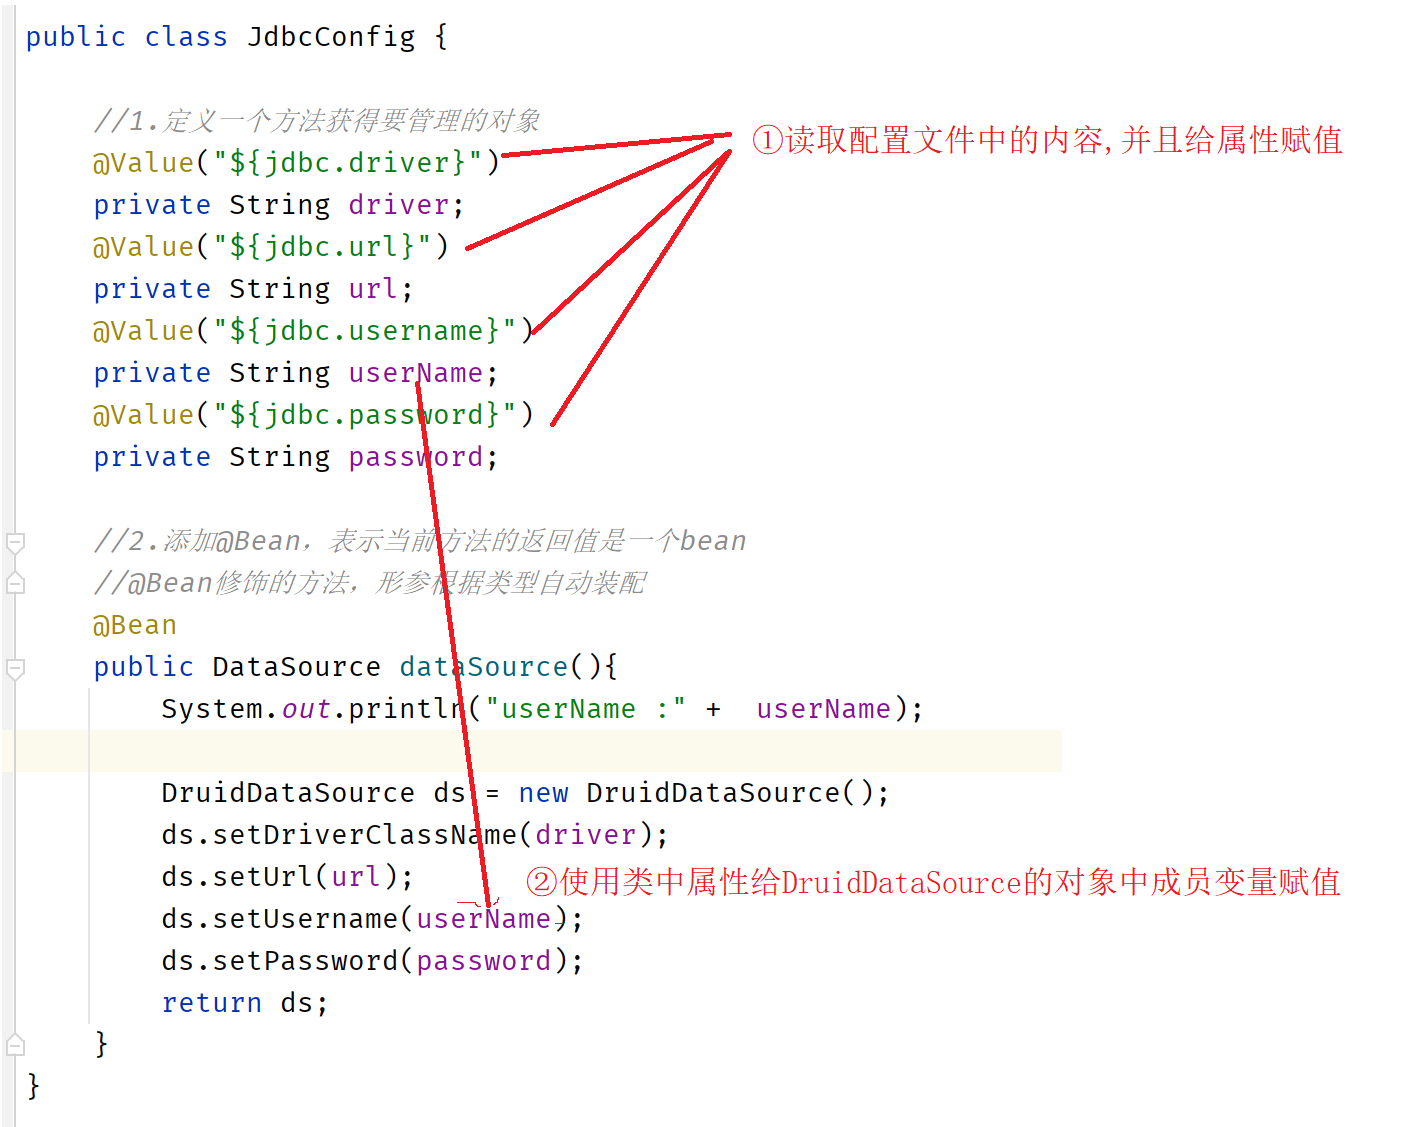 public class JdbcConfig {
//1.定义一个方法获得要管理的对象
@Value("${jdbc.driver}")
①读取配置文件中的内容,并且给属性赋值
private String driver;
@Value("${jdbc.url}")
private String url;
@Value("${jdbc.username}")
private String userName;
@Value("${jdbc.password}")
private String password;
//2.添加@Bean，表示当前方法的返回值是一个bean
//@Bean修饰的方法，形参根据类型自动装配
@Bean
public DataSource dataSource(){
System.out.println("userName :" +  userName);
DruidDataSource ds = new DruidDataSource();
ds.setDriverClassName(driver);
ds.setUrl(url);
②使用类中属性给DruidDataSource的对象中成员变量赋值
ds.setUsername(userName);
ds.setPassword(password);
return ds;
}
}